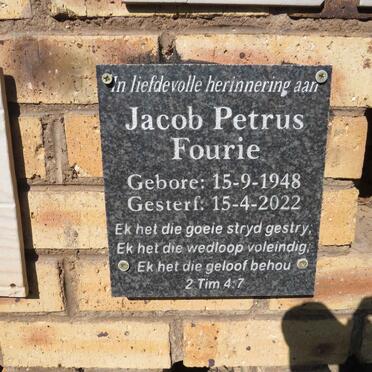 In liefdevolle herinnering aan
Jacob Petrus
Fourie
Gebore: 15-9-1948
Gesterf: 15-4-2022
Ek het die goeie stryd gestry,
Ek het die wedloop voleindig,
Ek het die geloof behou
2 Tim 4:7